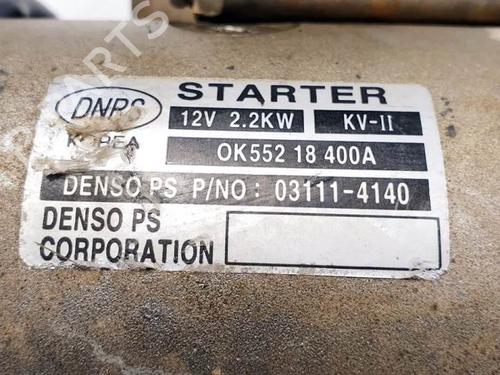 DNPS STARTER
KOREA 12V 2.2KW KV-II
OK552 18 400A
DENSO PS P/NO : 03111-4140
DENSO PS
CORPORATION